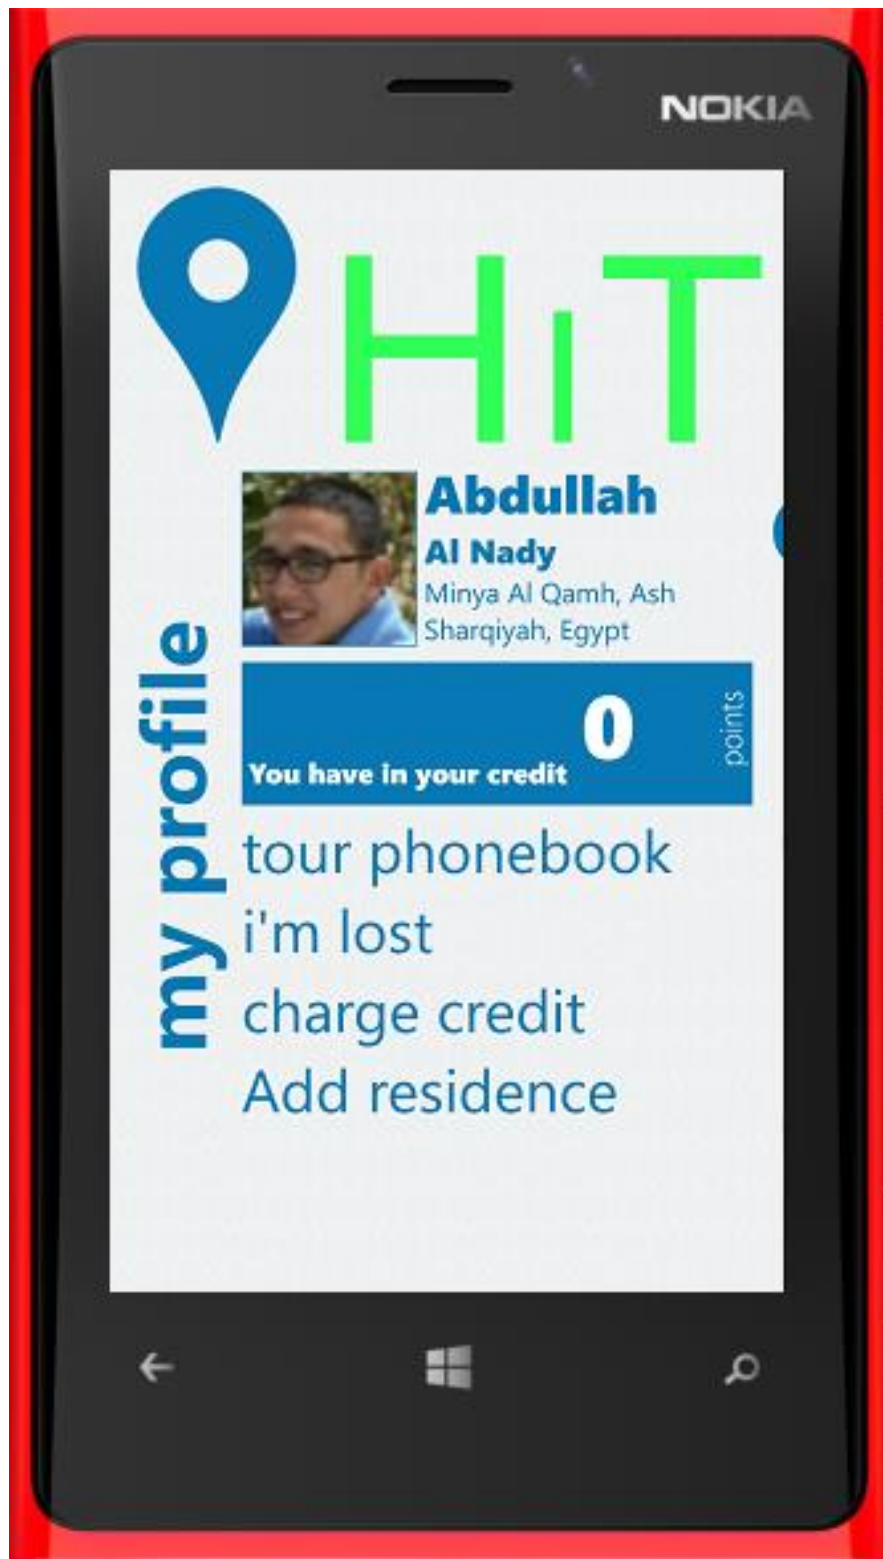 NOKIA
HiT
Abdullah
Al Nady
Minya Al Qamh, Ash
Sharqiyah, Egypt
my profile
0
points
You have in your credit
tour phonebook
i'm lost
charge credit
Add residence